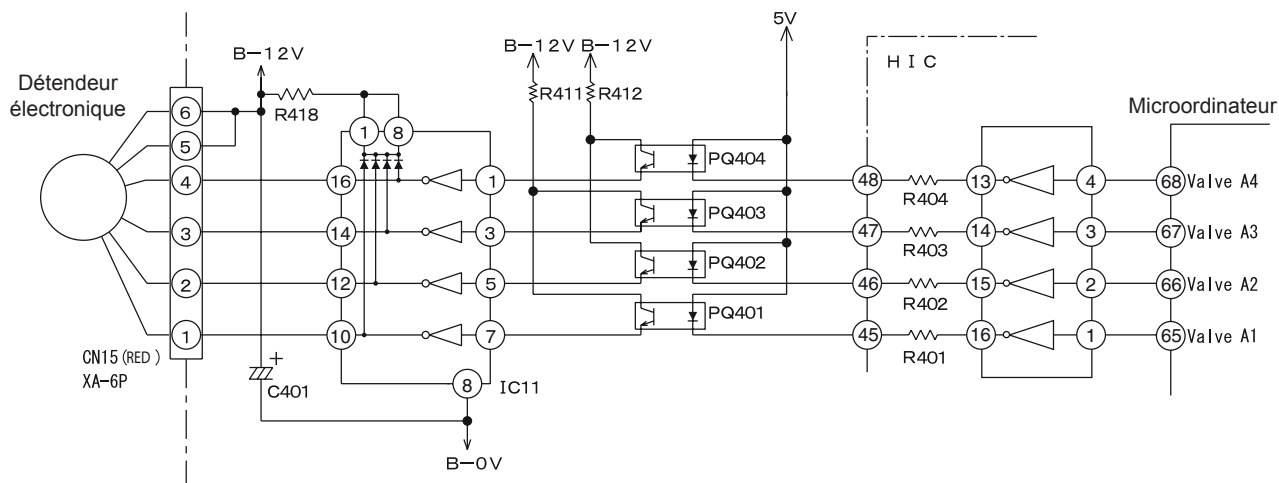 5V
B-12V
B-12V B-12V
HIC
Détendeur
électronique
Microordinateur
R418
R411
R412
6
5
4
3
2
1
1
8
16
14
12
10
1
3
5
7
8
PQ404
PQ403
PQ402
PQ401
48
47
46
45
R404
R403
R402
R401
13
14
15
16
4
3
2
1
68 Valve A4
67 Valve A3
66 Valve A2
65 Valve A1
CN15 (RED)
XA-6P
+
C401
IC11
B-0V